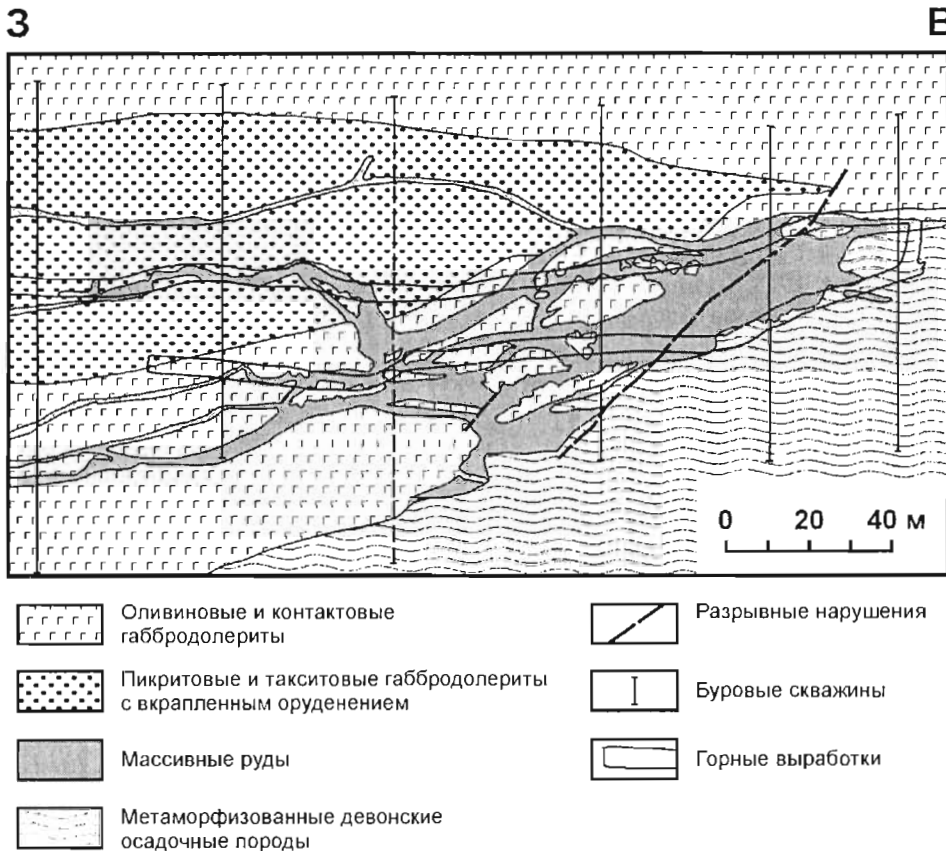 З
В
0 20 40 м
Оливиновые и контактовые
габбродолериты
Пикритовые и такситовые габбродолериты
с вкрапленным оруденением
Массивные руды
Метаморфизованные девонские
осадочные породы
Разрывные нарушения
Буровые скважины
Горные выработки